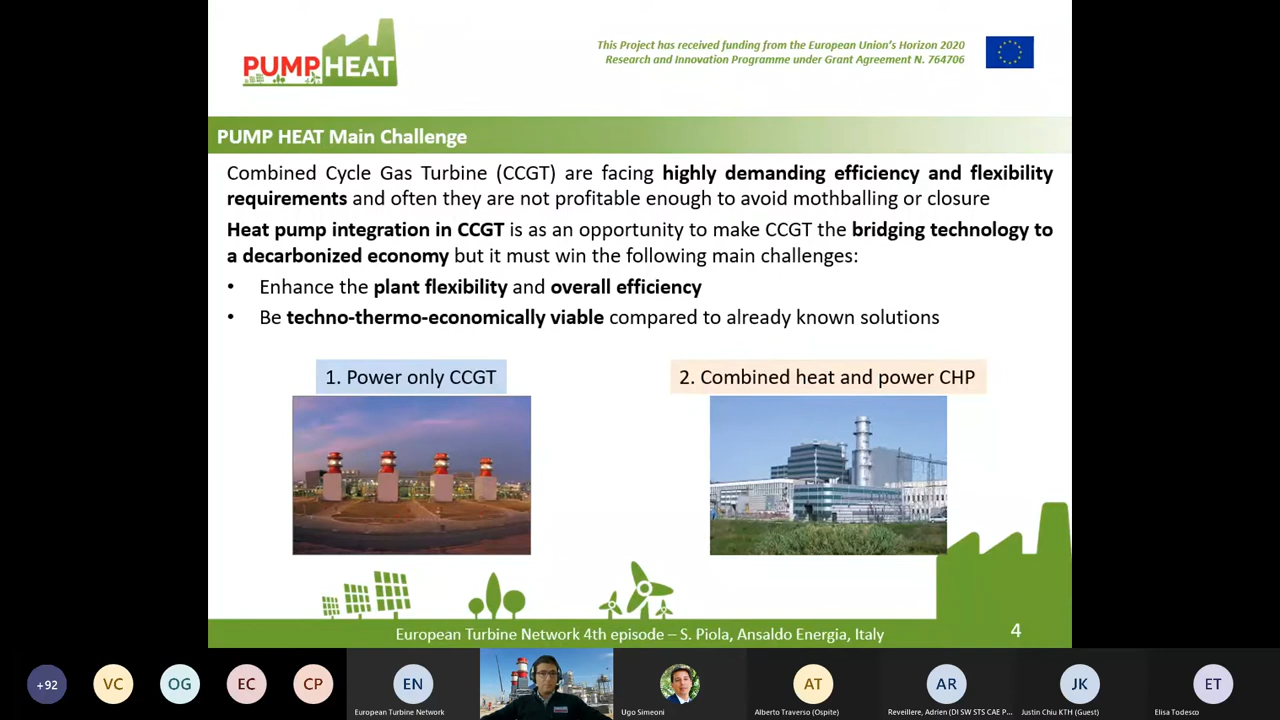 PUMPHEAT
This Project has received funding from the European Union's Horizon 2020
Research and Innovation Programme under Grant Agreement N. 764706
PUMP HEAT Main Challenge
Combined Cycle Gas Turbine (CCGT) are facing highly demanding efficiency and flexibility
requirements and often they are not profitable enough to avoid mothballing or closure
Heat pump integration in CCGT is as an opportunity to make CCGT the bridging technology to
a decarbonized economy but it must win the following main challenges:
• Enhance the plant flexibility and overall efficiency
• Be techno-thermo-economically viable compared to already known solutions
1. Power only CCGT
2. Combined heat and power CHP
European Turbine Network 4th episode – S. Piola, Ansaldo Energia, Italy
4
+92
VC
OG
EC
CP
EN
AT
AR
JK
ET
European Turbine Network
Ugo Simeoni
Alberto Traverso (Ospite)
Reveillere, Adrien (DI SW STS CAE P...
Justin Chiu KTH (Guest)
Elisa Todesco